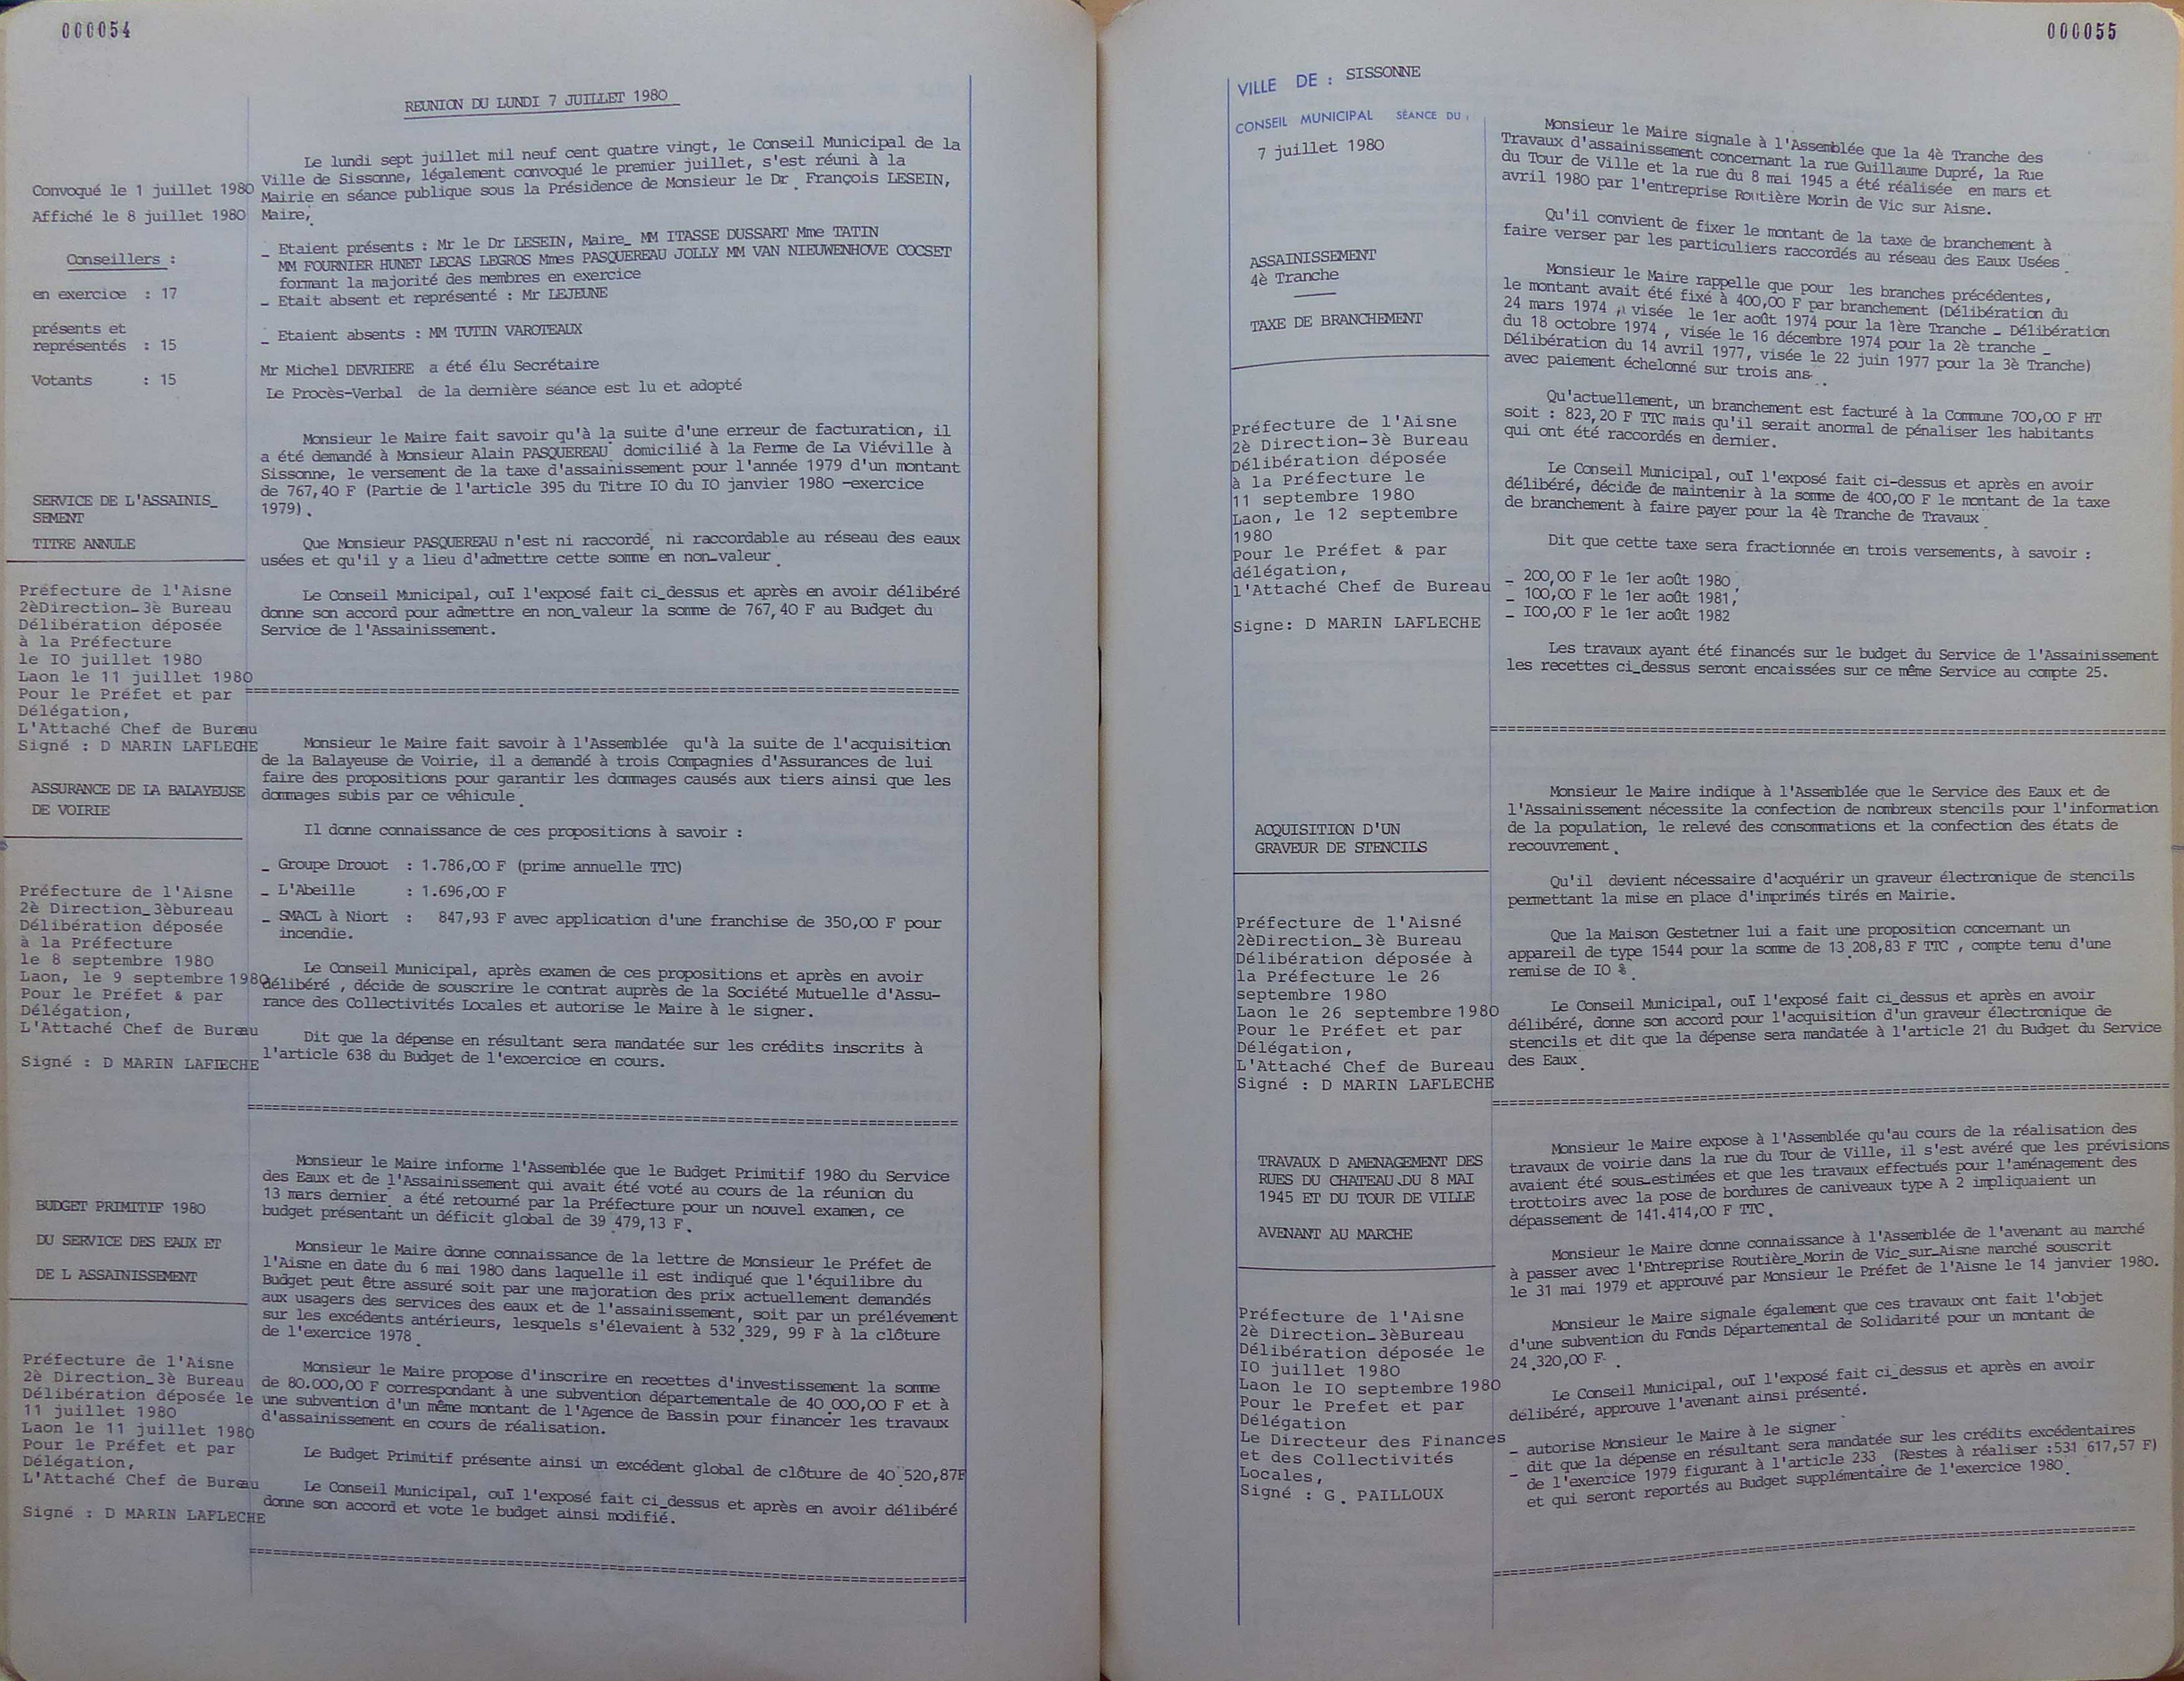 000054
REUNION DU LUNDI 7 JUILLET 1980
Le lundi sept juillet mil neuf cent quatre vingt, le Conseil Municipal de la
Ville de Sissonne, légalement convoqué le premier juillet, s'est réuni à la
Mairie en séance publique sous la Présidence de Monsieur le Dr. François LESEIN,
Maire,
Convoqué le 1 juillet 1980
Affiché le 8 juillet 1980
Conseillers :
en exercice : 17
présents et
représentés : 15
Votants : 15
_ Etaient présents : Mr le Dr LESEIN, Maire_ MM ITASSE DUSSART Mme TATIN
MM FOURNIER HUNET LECAS LEGROS Mmes PASQUEREAU JOLLY MM VAN NIEUWENHOVE COCSET
formant la majorité des membres en exercice
_ Etait absent et représenté : Mr LEJEUNE
_ Etaient absents : MM TUTIN VAROTEAUX
Mr Michel DEVRIERE a été élu Secrétaire
Le Procès-Verbal de la dernière séance est lu et adopté
SERVICE DE L'ASSAINIS_
SEMENT
TITRE ANNULE
Monsieur le Maire fait savoir qu'à la suite d'une erreur de facturation, il
a été demandé à Monsieur Alain PASQUEREAU domicilié à la Ferme de La Viéville à
Sissonne, le versement de la taxe d'assainissement pour l'année 1979 d'un montant
de 767,40 F (Partie de l'article 395 du Titre IO du IO janvier 1980 -exercice
1979).
Que Monsieur PASQUEREAU n'est ni raccordé, ni raccordable au réseau des eaux
usées et qu'il y a lieu d'admettre cette somme en non_valeur.
Le Conseil Municipal, ouï l'exposé fait ci_dessus et après en avoir délibéré
donne son accord pour admettre en non_valeur la somme de 767,40 F au Budget du
Service de l'Assainissement.
Préfecture de l'Aisne
2èDirection_3è Bureau
Délibération déposée
à la Préfecture
le IO juillet 1980
Laon le 11 juillet 1980
Pour le Préfet et par
Délégation,
L'Attaché Chef de Bureau
Signé : D MARIN LAFLECHE
ASSURANCE DE LA BALAYEUSE
DE VOIRIE
Monsieur le Maire fait savoir à l'Assemblée qu'à la suite de l'acquisition
de la Balayeuse de Voirie, il a demandé à trois Compagnies d'Assurances de lui
faire des propositions pour garantir les dommages causés aux tiers ainsi que les
dommages subis par ce véhicule.
Il donne connaissance de ces propositions à savoir :
_ Groupe Drouot : 1.786,00 F (prime annuelle TTC)
_ L'Abeille : 1.696,00 F
_ SMACL à Niort : 847,93 F avec application d'une franchise de 350,00 F pour
incendie.
Le Conseil Municipal, après examen de ces propositions et après en avoir
délibéré , décide de souscrire le contrat auprès de la Société Mutuelle d'Assu-
rance des Collectivités Locales et autorise le Maire à le signer.
Dit que la dépense en résultant sera mandatée sur les crédits inscrits à
l'article 638 du Budget de l'excercice en cours.
Préfecture de l'Aisne
2è Direction_3èbureau
Délibération déposée
à la Préfecture
le 8 septembre 1980
Laon, le 9 septembre 1980
Pour le Préfet & par
Délégation,
L'Attaché Chef de Bureau
Signé : D MARIN LAFLECHE
BUDGET PRIMITIF 1980
DU SERVICE DES EAUX ET
DE L ASSAINISSEMENT
Monsieur le Maire informe l'Assemblée que le Budget Primitif 1980 du Service
des Eaux et de l'Assainissement qui avait été voté au cours de la réunion du
13 mars dernier, a été retourné par la Préfecture pour un nouvel examen, ce
budget présentant un déficit global de 39.479,13 F.
Monsieur le Maire donne connaissance de la lettre de Monsieur le Préfet de
l'Aisne en date du 6 mai 1980 dans laquelle il est indiqué que l'équilibre du
Budget peut être assuré soit par une majoration des prix actuellement demandés
aux usagers des services des eaux et de l'assainissement, soit par un prélévement
sur les excédents antérieurs, lesquels s'élevaient à 532.329, 99 F à la clôture
de l'exercice 1978.
Monsieur le Maire propose d'inscrire en recettes d'investissement la somme
de 80.000,00 F correspondant à une subvention départementale de 40.000,00 F et à
une subvention d'un même montant de l'Agence de Bassin pour financer les travaux
d'assainissement en cours de réalisation.
Le Budget Primitif présente ainsi un excédent global de clôture de 40.520,87F
Le Conseil Municipal, ouï l'exposé fait ci_dessus et après en avoir délibéré
donne son accord et vote le budget ainsi modifié.
Préfecture de l'Aisne
2è Direction_3è Bureau
Délibération déposée le
11 juillet 1980
Laon le 11 juillet 1980
Pour le Préfet et par
Délégation,
L'Attaché Chef de Bureau
Signé : D MARIN LAFLECHE
000055
VILLE DE : SISSONNE
CONSEIL MUNICIPAL SÉANCE DU :
7 juillet 1980
ASSAINISSEMENT
4è Tranche
TAXE DE BRANCHEMENT
Monsieur le Maire signale à l'Assemblée que la 4è Tranche des
Travaux d'assainissement concernant la rue Guillaume Dupré, la Rue
du Tour de Ville et la rue du 8 mai 1945 a été réalisée en mars et
avril 1980 par l'entreprise Routière Morin de Vic sur Aisne.
Qu'il convient de fixer le montant de la taxe de branchement à
faire verser par les particuliers raccordés au réseau des Eaux Usées.
Monsieur le Maire rappelle que pour les branches précédentes,
le montant avait été fixé à 400,00 F par branchement (Délibération du
24 mars 1974 , visée le 1er août 1974 pour la 1ère Tranche _ Délibération
du 18 octobre 1974 , visée le 16 décembre 1974 pour la 2è tranche _
Délibération du 14 avril 1977, visée le 22 juin 1977 pour la 3è Tranche)
avec paiement échelonné sur trois ans.
Qu'actuellement, un branchement est facturé à la Commune 700,00 F HT
soit : 823,20 F TTC mais qu'il serait anormal de pénaliser les habitants
qui ont été raccordés en dernier.
Le Conseil Municipal, ouï l'exposé fait ci-dessus et après en avoir
délibéré, décide de maintenir à la somme de 400,00 F le montant de la taxe
de branchement à faire payer pour la 4è Tranche de Travaux.
Dit que cette taxe sera fractionnée en trois versements, à savoir :
_ 200,00 F le 1er août 1980,
_ 100,00 F le 1er août 1981,
_ I00,00 F le 1er août 1982
Les travaux ayant été financés sur le budget du Service de l'Assainissement
les recettes ci_dessus seront encaissées sur ce même Service au compte 25.
Préfecture de l'Aisne
2è Direction-3è Bureau
Délibération déposée
à la Préfecture le
11 septembre 1980
Laon, le 12 septembre
1980
Pour le Préfet & par
délégation,
l'Attaché Chef de Bureau
Signe: D MARIN LAFLECHE
ACQUISITION D'UN
GRAVEUR DE STENCILS
Monsieur le Maire indique à l'Assemblée que le Service des Eaux et de
l'Assainissement nécessite la confection de nombreux stencils pour l'information
de la population, le relevé des consommations et la confection des états de
recouvrement.
Qu'il devient nécessaire d'acquérir un graveur électronique de stencils
permettant la mise en place d'imprimés tirés en Mairie.
Que la Maison Gestetner lui a fait une proposition concernant un
appareil de type 1544 pour la somme de 13.208,83 F TTC , compte tenu d'une
remise de IO %.
Le Conseil Municipal, ouï l'exposé fait ci_dessus et après en avoir
délibéré, donne son accord pour l'acquisition d'un graveur électronique de
stencils et dit que la dépense sera mandatée à l'article 21 du Budget du Service
des Eaux.
Préfecture de l'Aisné
2èDirection_3è Bureau
Délibération déposée à
la Préfecture le 26
septembre 1980
Laon le 26 septembre 1980
Pour le Préfet et par
Délégation,
L'Attaché Chef de Bureau
Signé : D MARIN LAFLECHE
TRAVAUX D AMENAGEMENT DES
RUES DU CHATEAU.DU 8 MAI
1945 ET DU TOUR DE VILLE
AVENANT AU MARCHE
Monsieur le Maire expose à l'Assemblée qu'au cours de la réalisation des
travaux de voirie dans la rue du Tour de Ville, il s'est avéré que les prévisions
avaient été sous_estimées et que les travaux effectués pour l'aménagement des
trottoirs avec la pose de bordures de caniveaux type A 2 impliquaient un
dépassement de 141.414,00 F TTC.
Monsieur le Maire donne connaissance à l'Assemblée de l'avenant au marché
à passer avec l'Entreprise Routière_Morin de Vic_sur_Aisne marché souscrit
le 31 mai 1979 et approuvé par Monsieur le Préfet de l'Aisne le 14 janvier 1980.
Monsieur le Maire signale également que ces travaux ont fait l'objet
d'une subvention du Fonds Départemental de Solidarité pour un montant de
24.320,00 F.
Le Conseil Municipal, ouï l'exposé fait ci_dessus et après en avoir
délibéré, approuve l'avenant ainsi présenté.
_ autorise Monsieur le Maire à le signer
_ dit que la dépense en résultant sera mandatée sur les crédits excédentaires
de l'exercice 1979 figurant à l'article 233. (Restes à réaliser :531 617,57 F)
et qui seront reportés au Budget supplémentaire de l'exercice 1980.
Préfecture de l'Aisne
2è Direction_3èBureau
Délibération déposée le
IO juillet 1980
Laon le IO septembre 1980
Pour le Prefet et par
Délégation
Le Directeur des Finances
et des Collectivités
Locales,
Signé : G. PAILLOUX